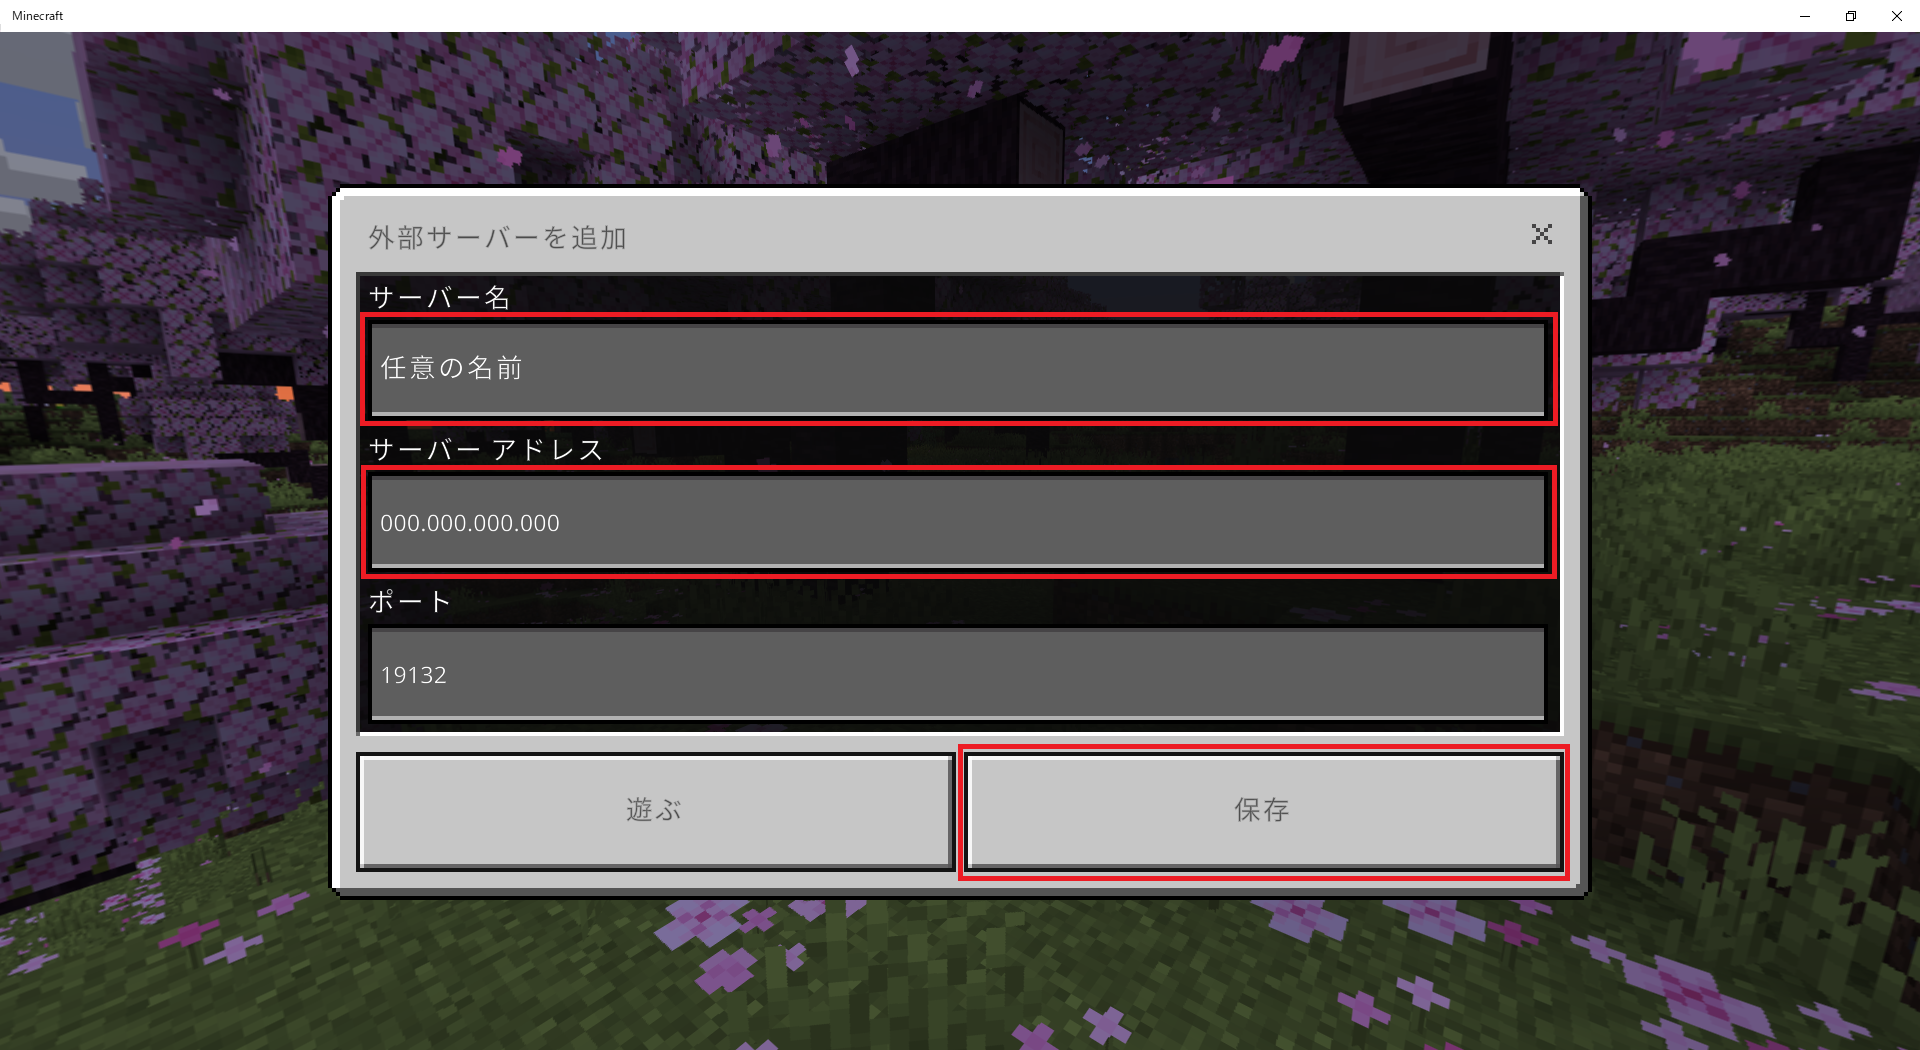 Minecraft
外部サーバーを追加
サーバー名
任意の名前
サーバー アドレス
000.000.000.000
ポート
19132
遊ぶ
保存